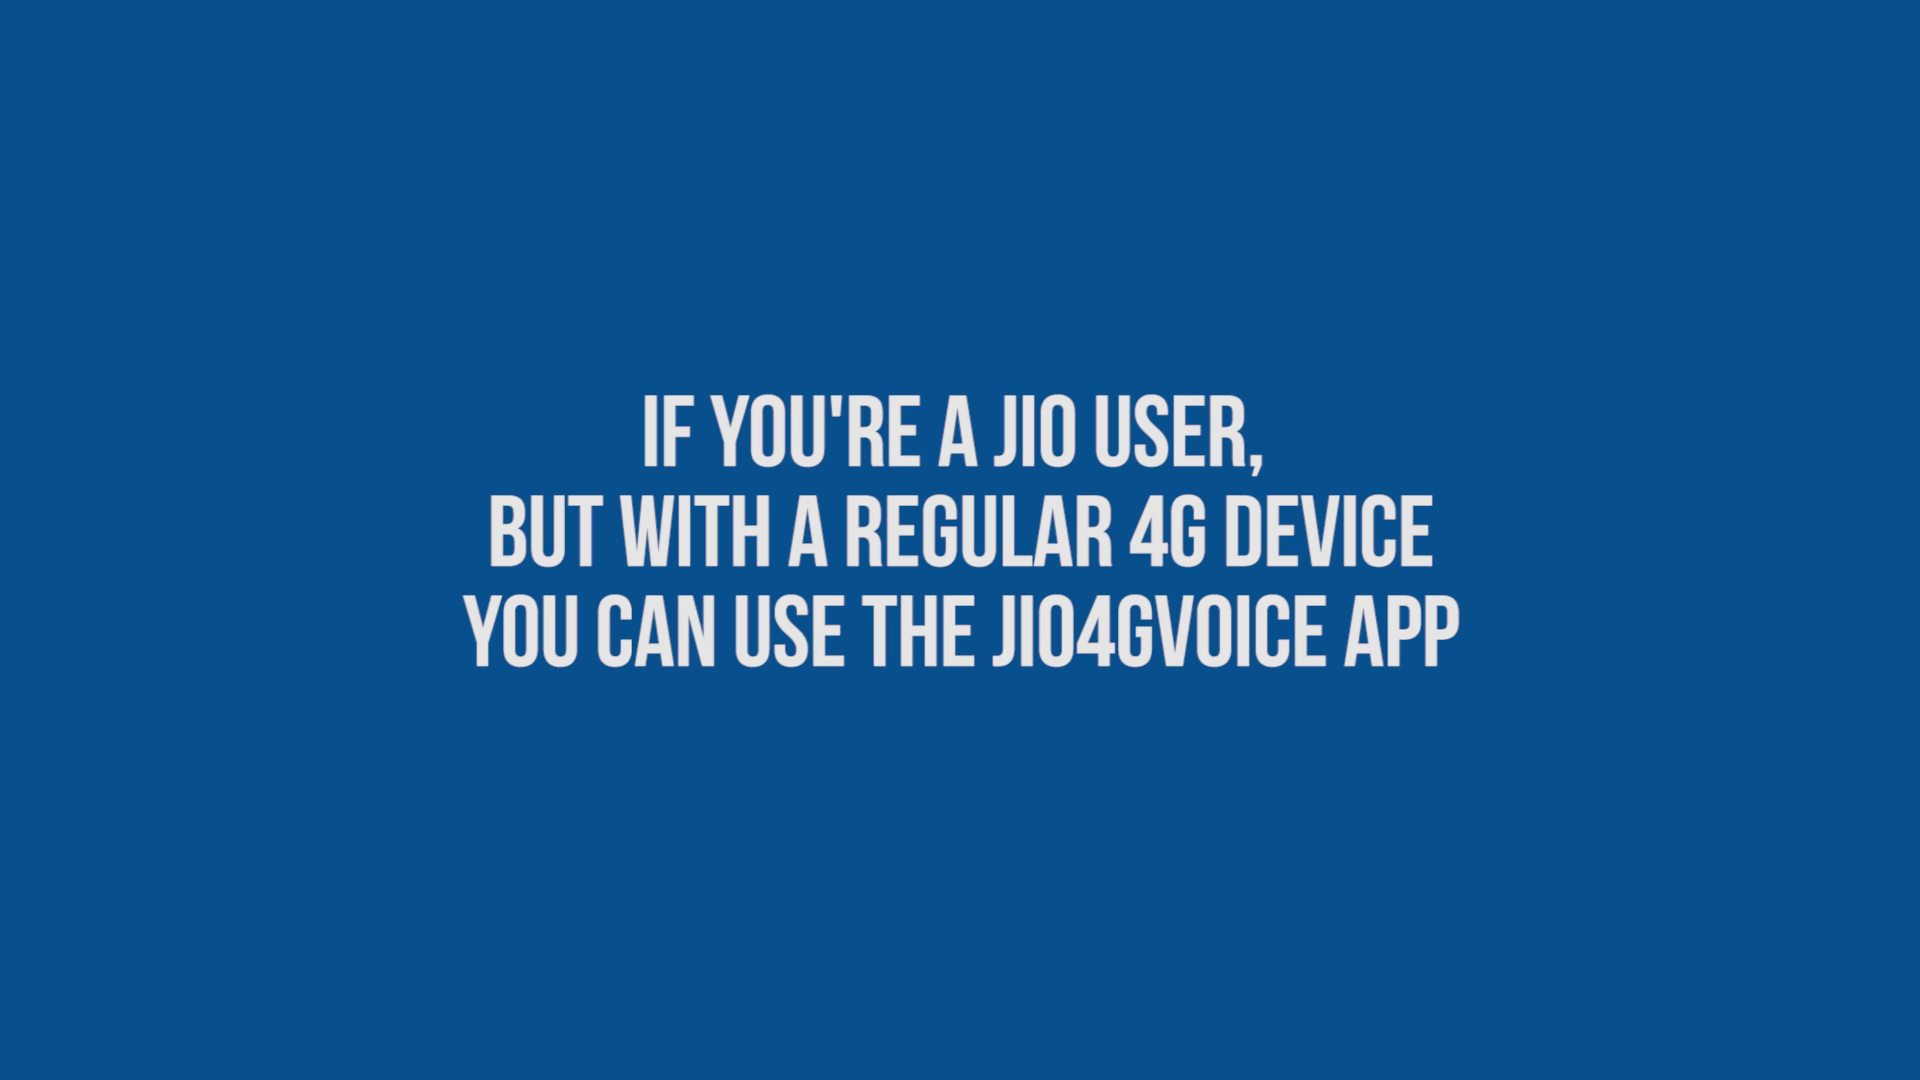 IF YOU'RE A JIO USER,
BUT WITH A REGULAR 4G DEVICE
YOU CAN USE THE JIO4GVOICE APP